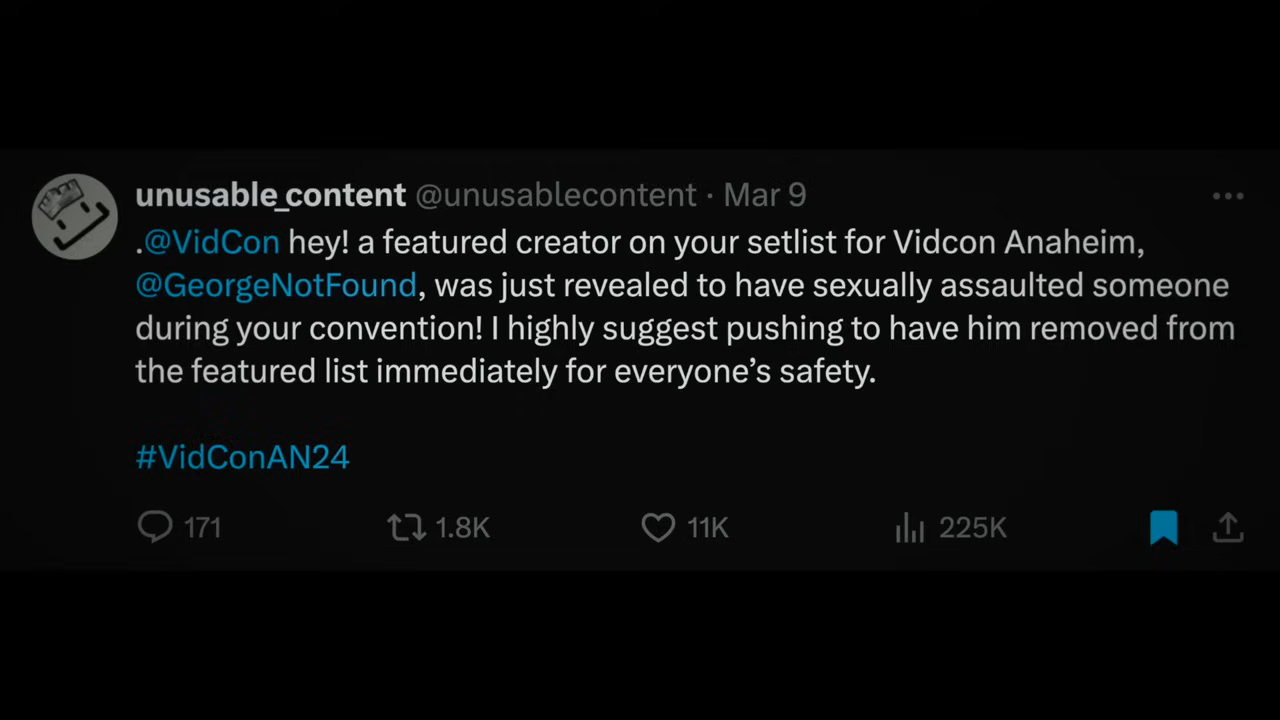 unusable_content @unusablecontent · Mar 9
.@VidCon hey! a featured creator on your setlist for Vidcon Anaheim,
@GeorgeNotFound, was just revealed to have sexually assaulted someone
during your convention! I highly suggest pushing to have him removed from
the featured list immediately for everyone’s safety.
#VidConAN24
171 1.8K 11K 225K